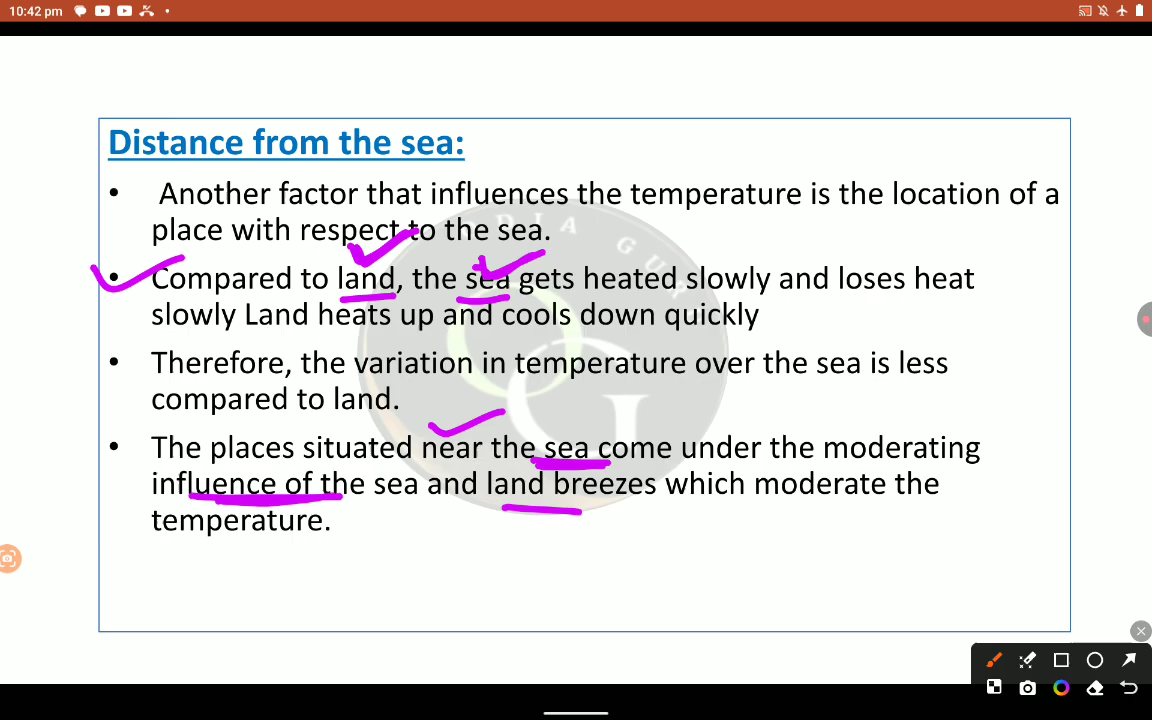 10:42 pm
Distance from the sea:
• Another factor that influences the temperature is the location of a
place with respect to the sea.
• Compared to land, the sea gets heated slowly and loses heat
slowly Land heats up and cools down quickly
• Therefore, the variation in temperature over the sea is less
compared to land.
• The places situated near the sea come under the moderating
influence of the sea and land breezes which moderate the
temperature.
ODIA GUR
OG